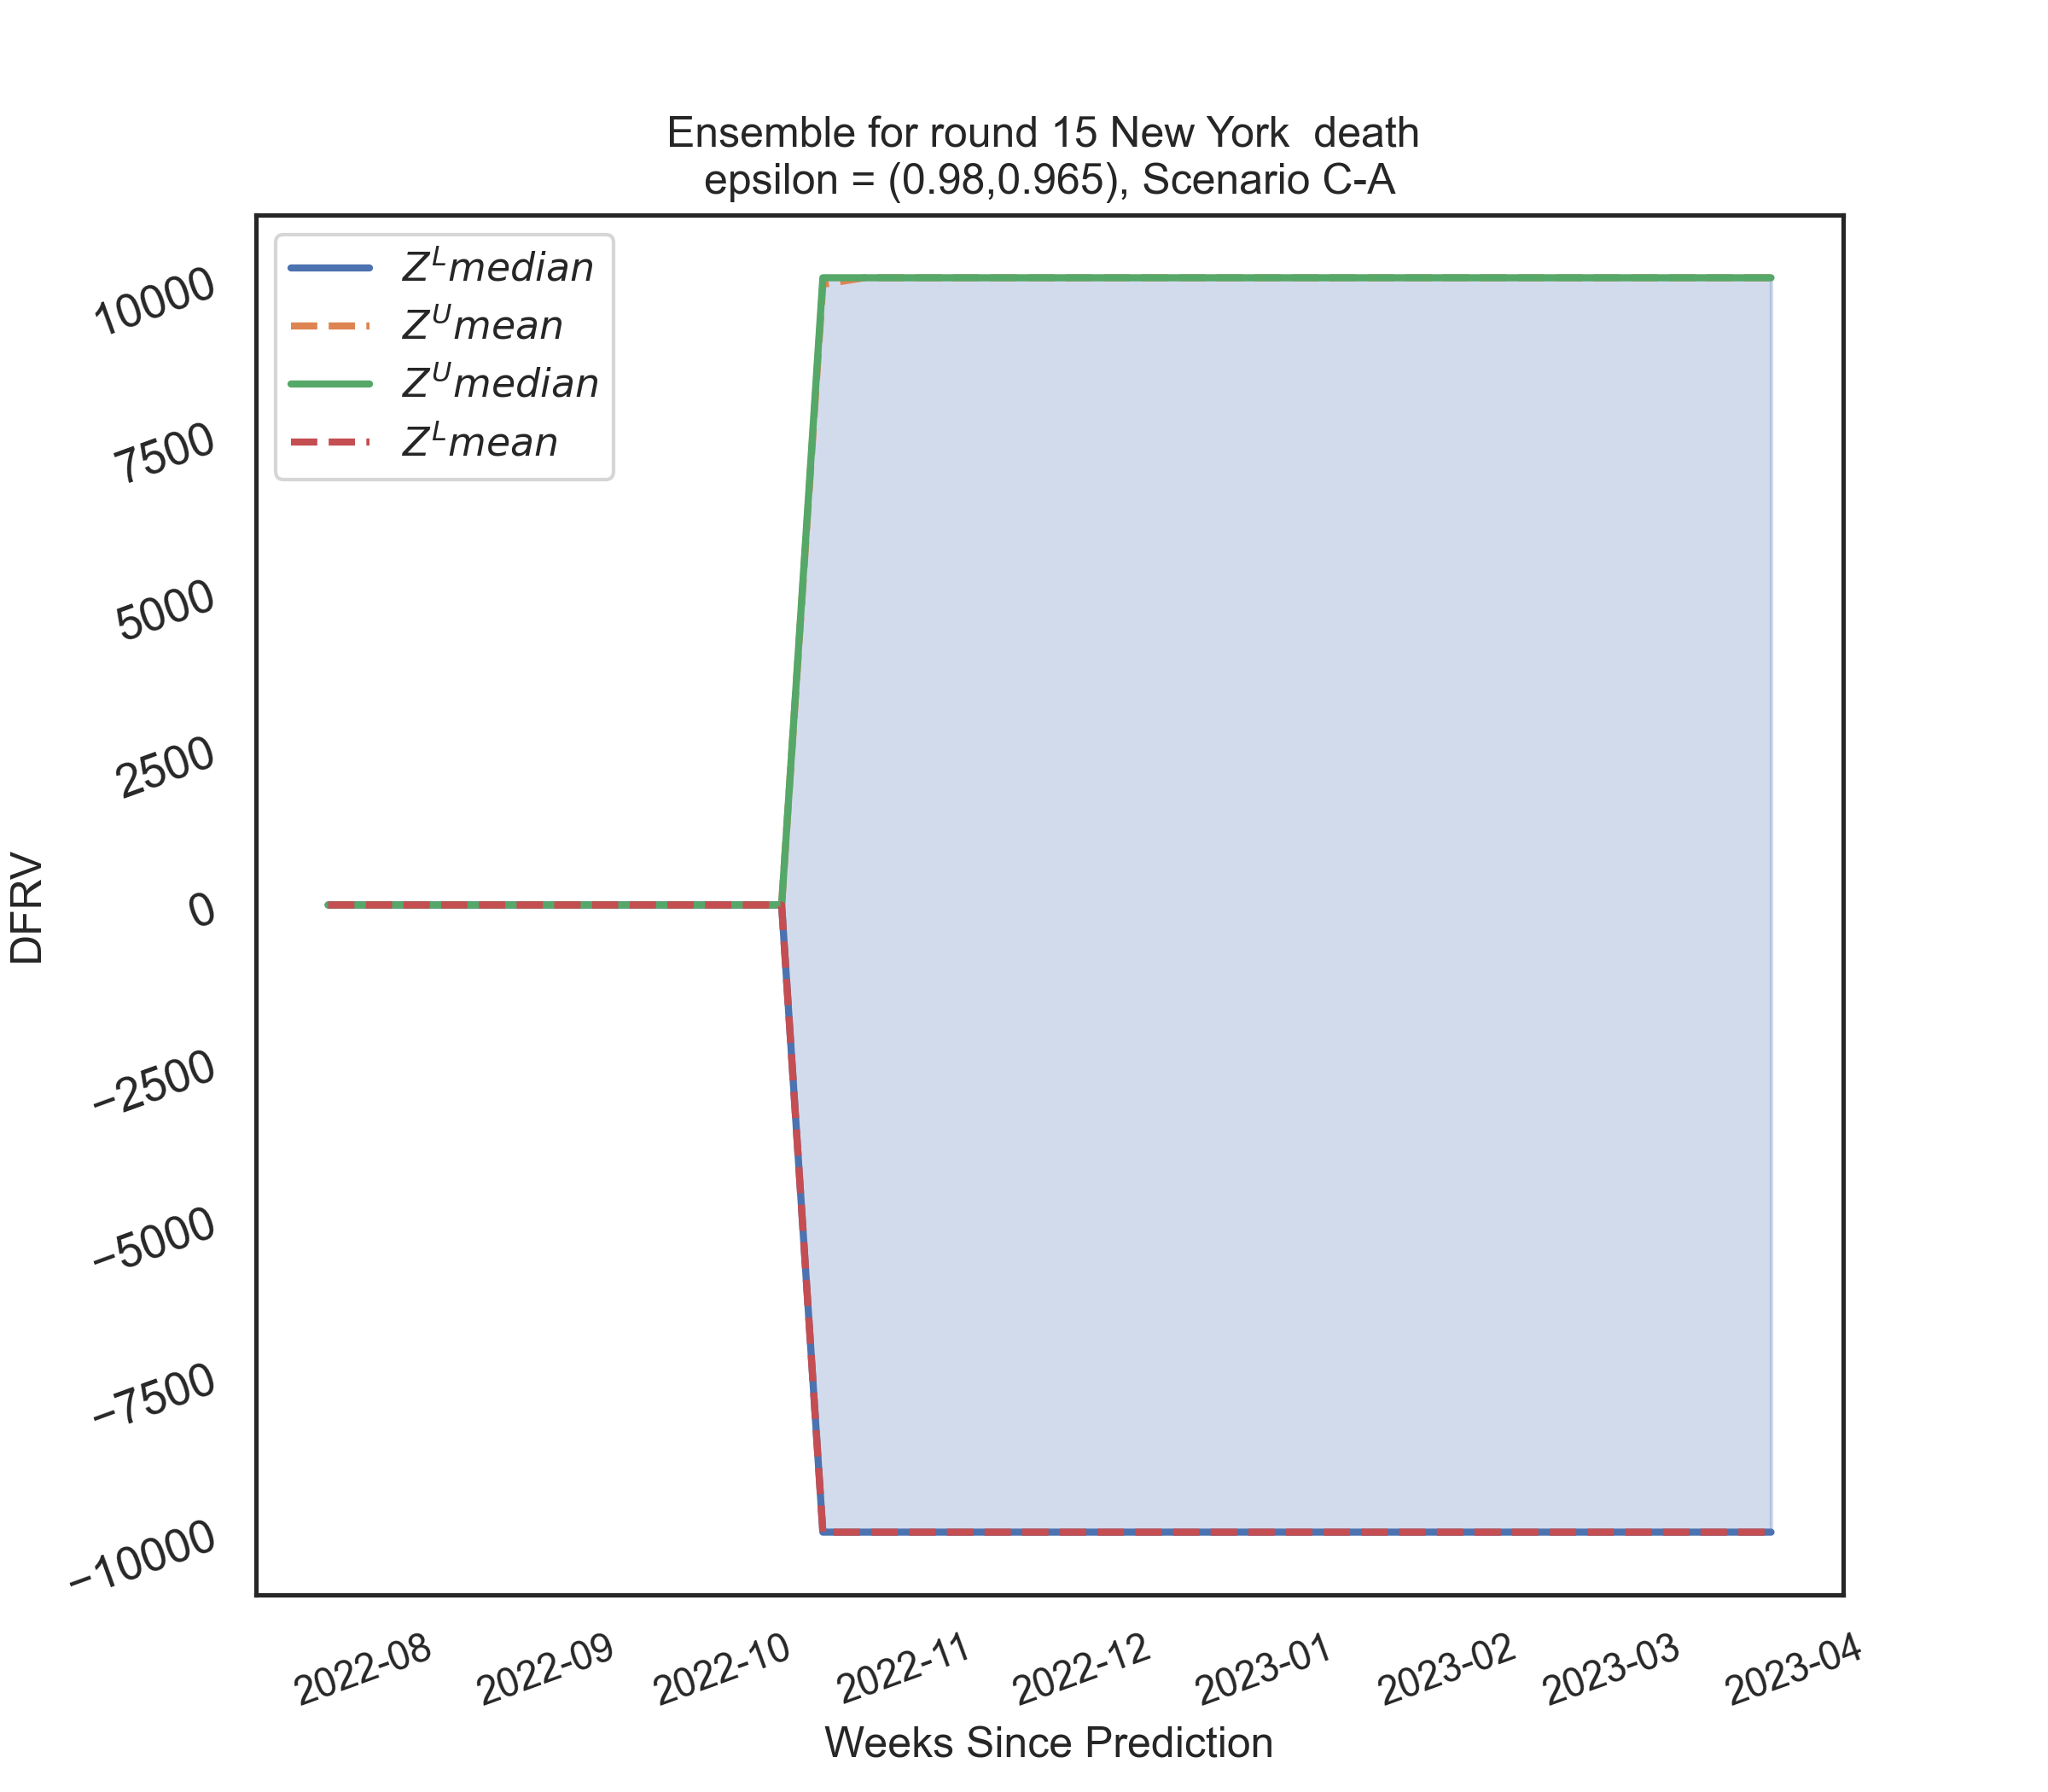 Ensemble for round 15 New York  death
epsilon = (0.98,0.965), Scenario C-A
Z^L median
Z^U mean
Z^U median
Z^L mean
10000
7500
5000
2500
0
−2500
−5000
−7500
−10000
DFRV
2022-08
2022-09
2022-10
2022-11
2022-12
2023-01
2023-02
2023-03
2023-04
Weeks Since Prediction